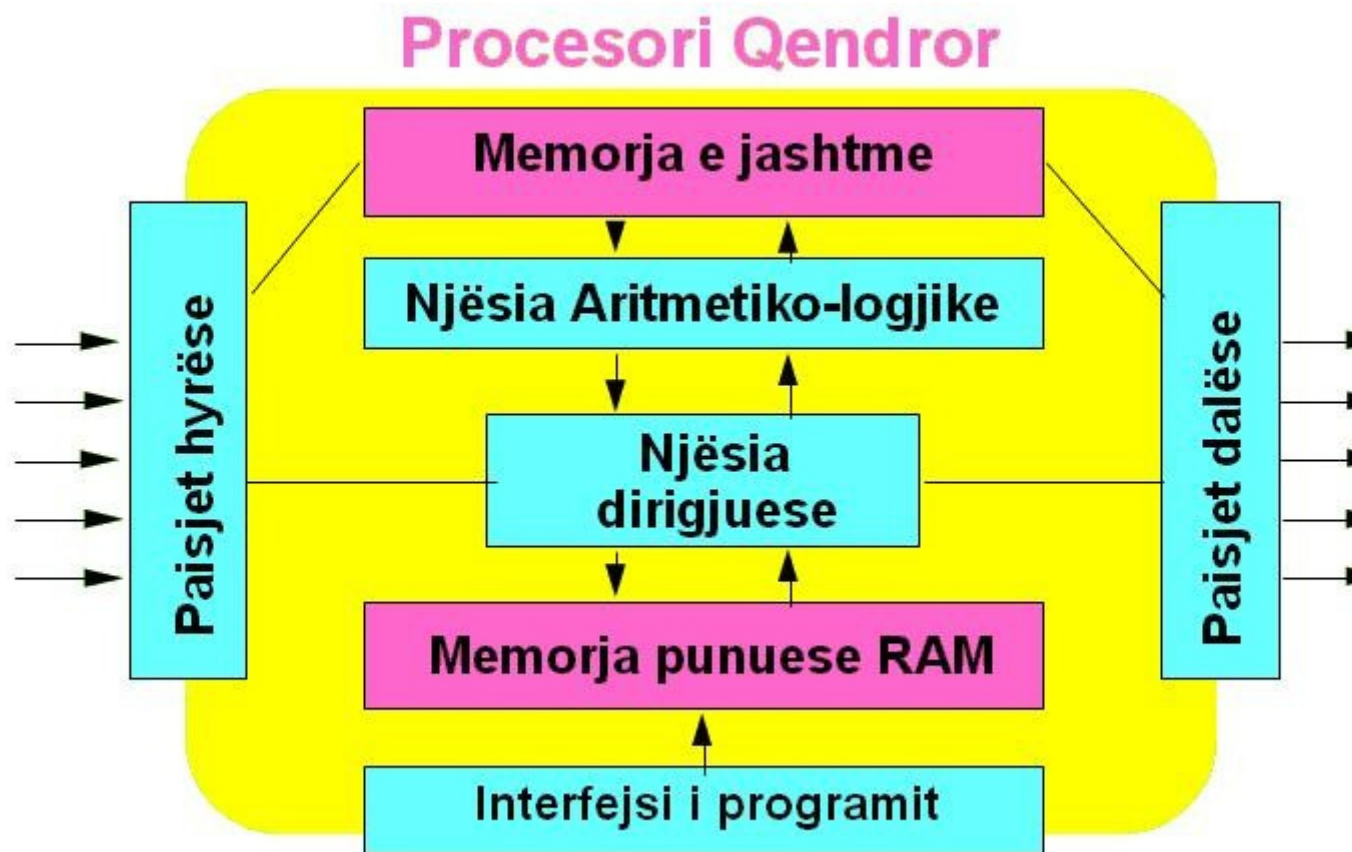 Procesori Qendror
Memorja e jashtme
Njësia Aritmetiko-logjike
Paisjet hyrëse
Njësia
dirigjuese
Paisjet dalëse
Memorja punuese RAM
Interfejsi i programit